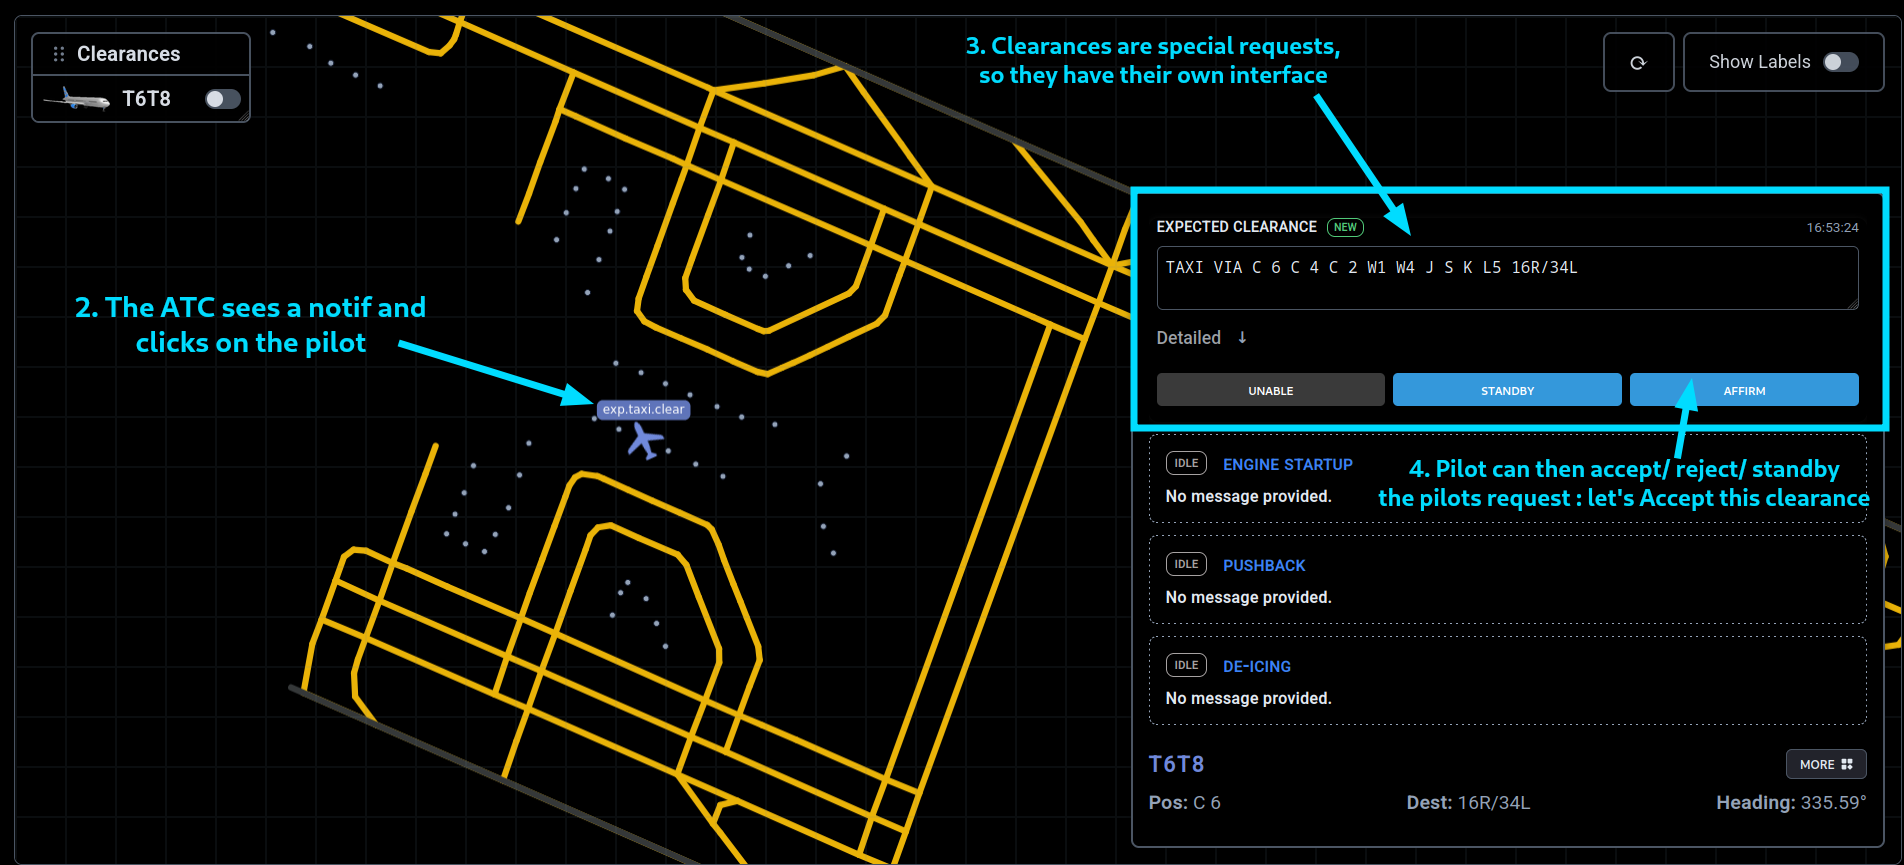 Clearances
T6T8
3. Clearances are special requests,
so they have their own interface
Show Labels
2. The ATC sees a notif and
clicks on the pilot
exp.taxi.clear
EXPECTED CLEARANCE NEW 16:53:24
TAXI VIA C 6 C 4 C 2 W1 W4 J S K L5 16R/34L
Detailed ↓
UNABLE STANDBY AFFIRM
4. Pilot can then accept/ reject/ standby
the pilots request : let's Accept this clearance
IDLE ENGINE STARTUP
No message provided.
IDLE PUSHBACK
No message provided.
IDLE DE-ICING
No message provided.
T6T8 MORE
Pos: C 6 Dest: 16R/34L Heading: 335.59°